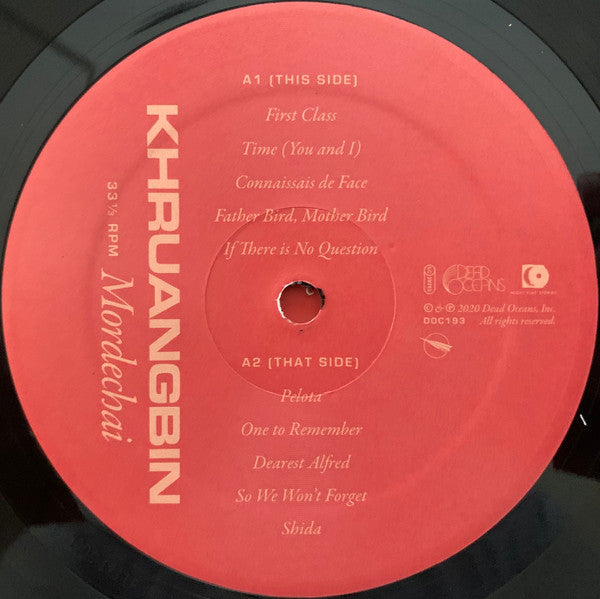 A1 (THIS SIDE)
First Class
Time (You and I)
Connaissais de Face
Father Bird, Mother Bird
If There is No Question
KHRUANGBIN
33⅓ RPM
Mordechai
DEAD
OCEANS
© & ℗ 2020 Dead Oceans, Inc.
DOC193 All rights reserved.
A2 (THAT SIDE)
Pelota
One to Remember
Dearest Alfred
So We Won't Forget
Shida